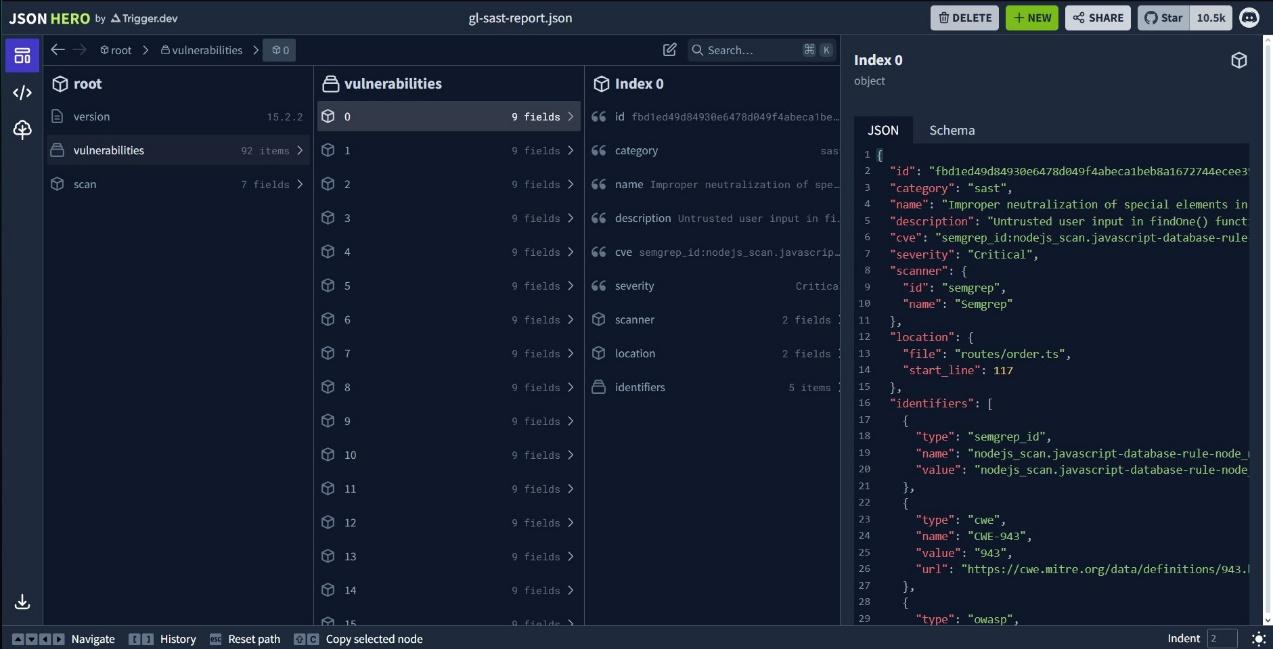 JSON HERO by Trigger.dev
gl-sast-report.json
DELETE
NEW
SHARE
Star 10.5k
root
vulnerabilities
0
Search...
⌘ K
root
version 15.2.2
vulnerabilities 92 items
scan 7 fields
vulnerabilities
0 9 fields
1 9 fields
2 9 fields
3 9 fields
4 9 fields
5 9 fields
6 9 fields
7 9 fields
8 9 fields
9 9 fields
10 9 fields
11 9 fields
12 9 fields
13 9 fields
14 9 fields
15 9 fields
Index 0
id fbd1ed49d84930e6478d049f4abeca1be…
category sast
name Improper neutralization of spe…
description Untrusted user input in fi…
cve semgrep_id:nodejs_scan.javascrip…
severity Critica
scanner 2 fields
location 2 fields
identifiers 5 items
Index 0
object
JSON
Schema
1 {
2 "id": "fbd1ed49d84930e6478d049f4abeca1beb8a1672744ecee3
3 "category": "sast",
4 "name": "Improper neutralization of special elements in
5 "description": "Untrusted user input in findOne() funct
6 "cve": "semgrep_id:nodejs_scan.javascript-database-rule
7 "severity": "Critical",
8 "scanner": {
9 "id": "semgrep",
10 "name": "Semgrep"
11 },
12 "location": {
13 "file": "routes/order.ts",
14 "start_line": 117
15 },
16 "identifiers": [
17 {
18 "type": "semgrep_id",
19 "name": "nodejs_scan.javascript-database-rule-node_
20 "value": "nodejs_scan.javascript-database-rule-node_
21 },
22 {
23 "type": "cwe",
24 "name": "CWE-943",
25 "value": "943",
26 "url": "https://cwe.mitre.org/data/definitions/943.
27 },
28 {
29 "type": "owasp",
Navigate
[ ] History
esc Reset path
⇧ C Copy selected node
Indent 2